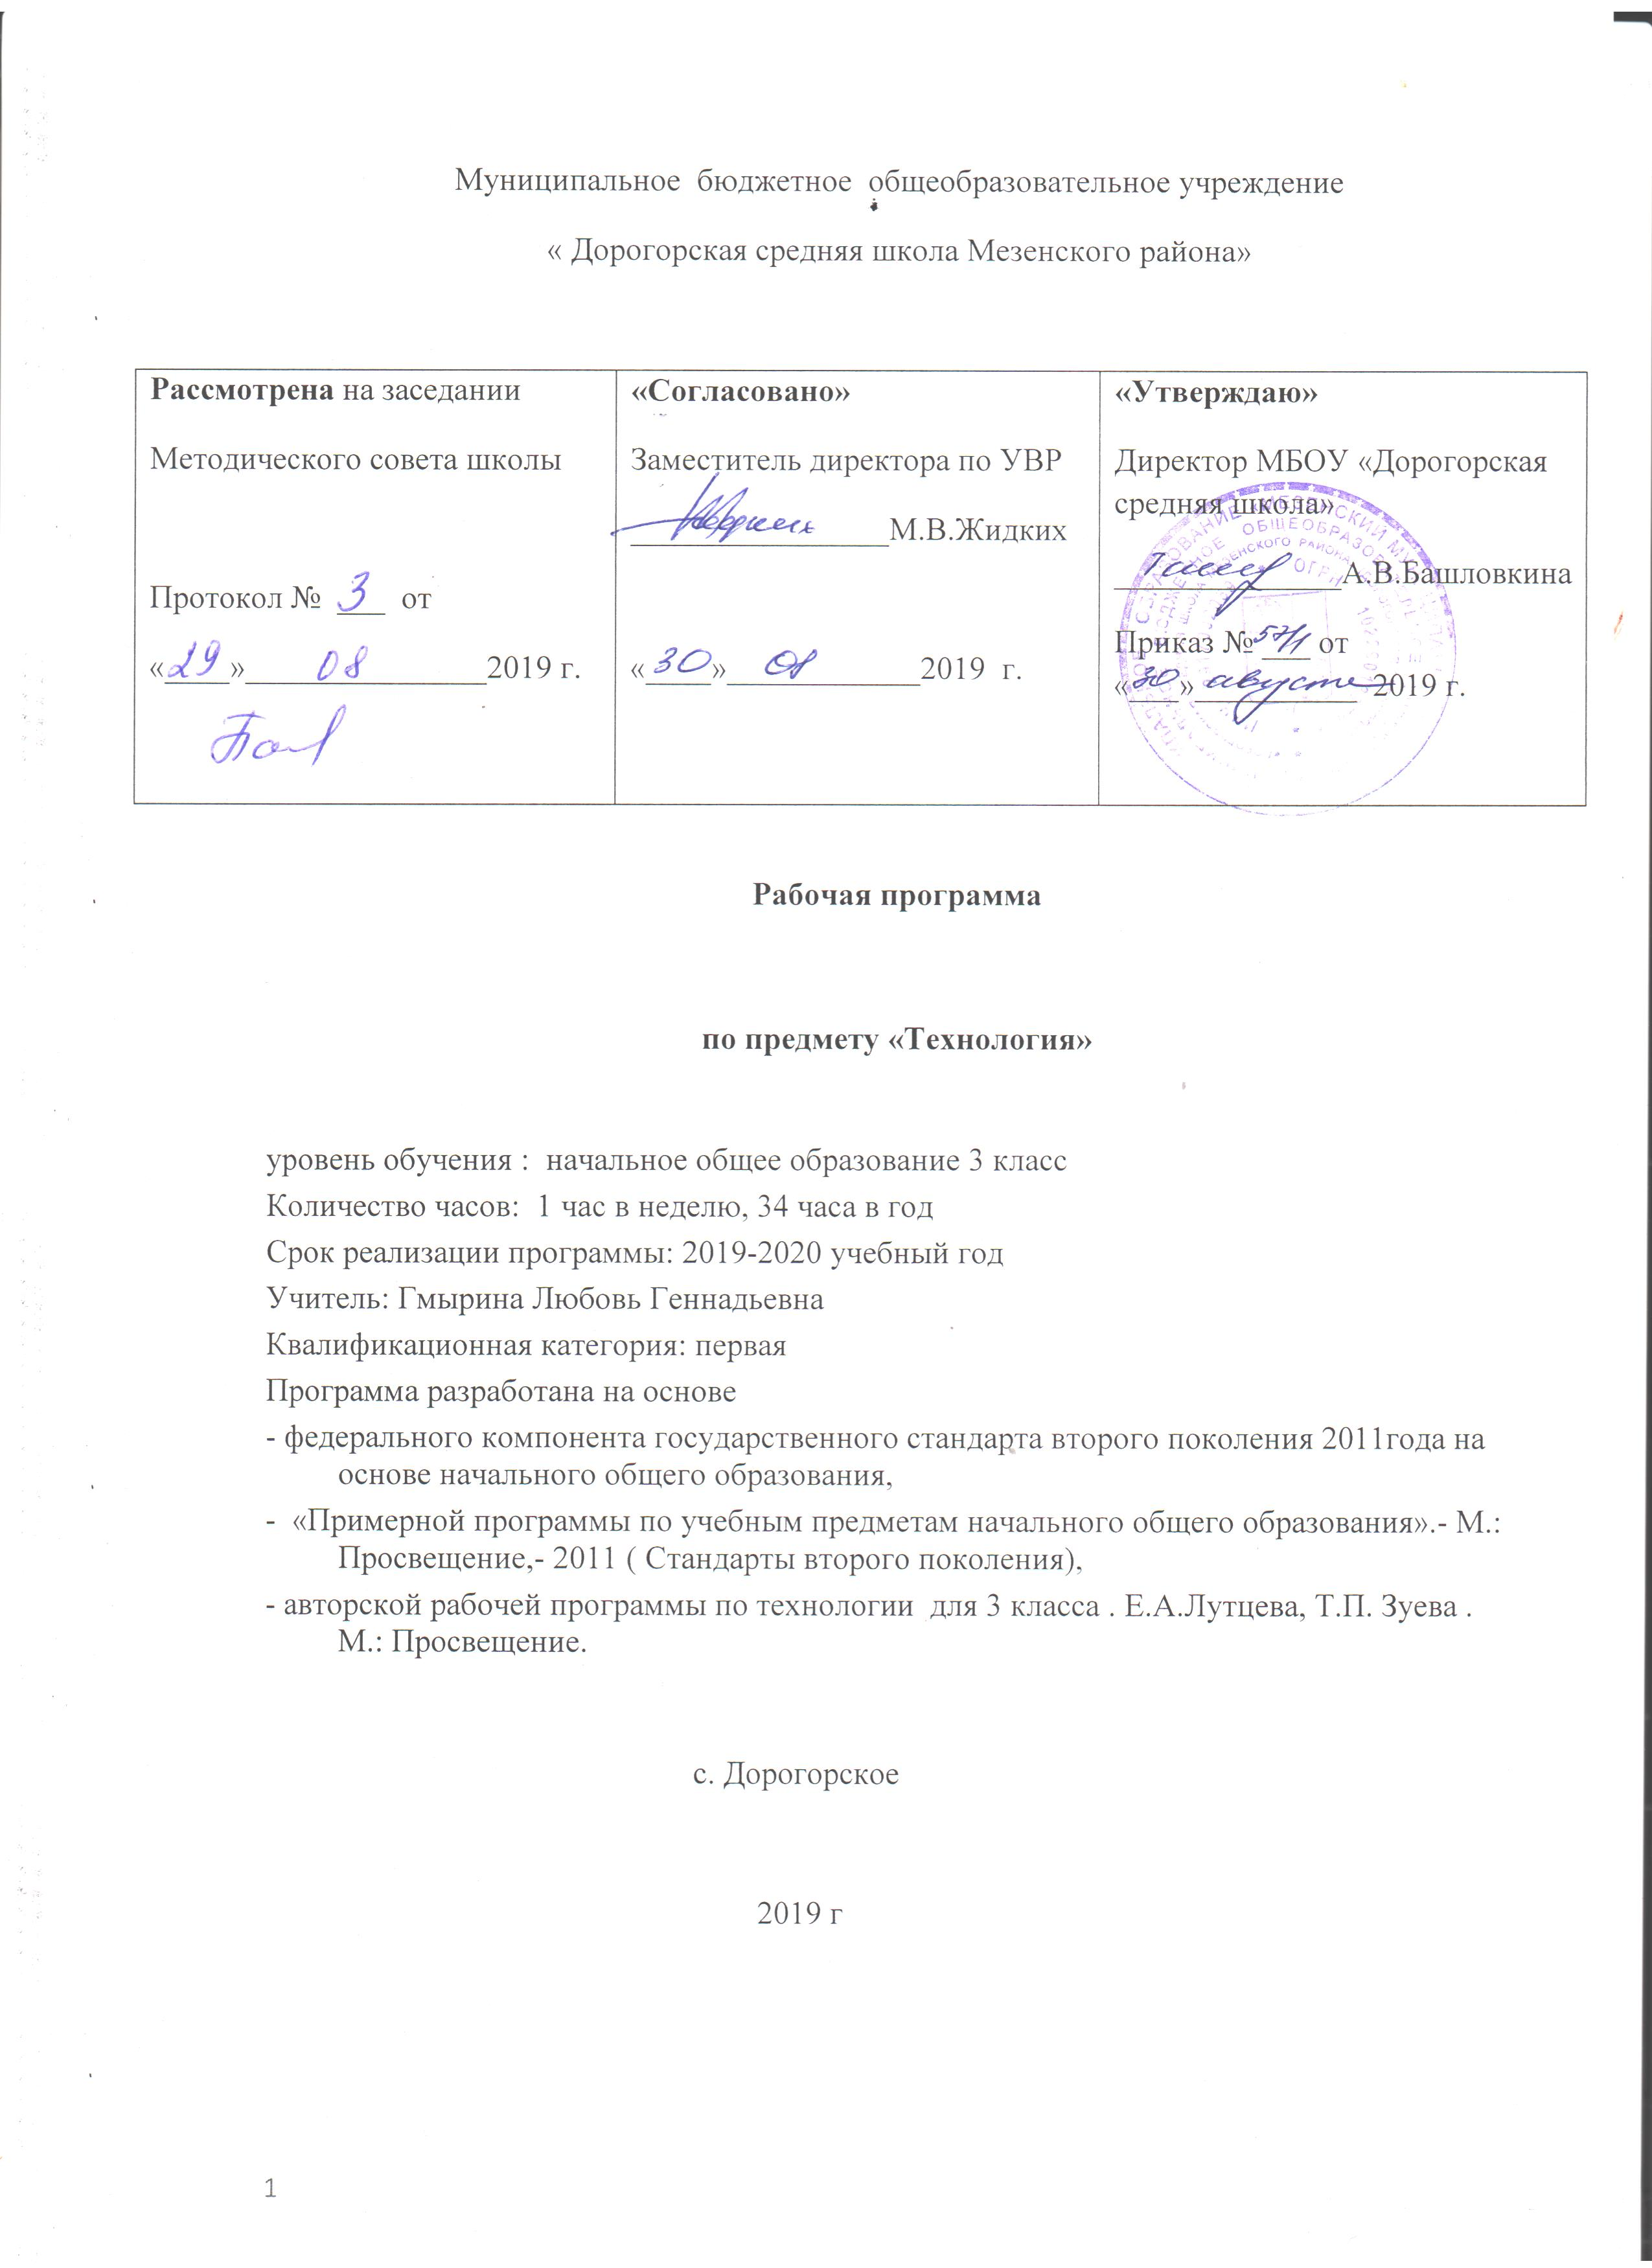 Муниципальное бюджетное общеобразовательное учреждение
« Дорогорская средняя школа Мезенского района»
Рассмотрена на заседании
Методического совета школы
Протокол № 3 от
«29» 08 2019 г.
«Согласовано»
Заместитель директора по УВР
М.В.Жидких
«30» 08 2019 г.
«Утверждаю»
Директор МБОУ «Дорогорская
средняя школа»
А.В.Башловкина
Приказ № 57/1 от
«30» августа 2019 г.
Рабочая программа
по предмету «Технология»
уровень обучения : начальное общее образование 3 класс
Количество часов: 1 час в неделю, 34 часа в год
Срок реализации программы: 2019-2020 учебный год
Учитель: Гмырина Любовь Геннадьевна
Квалификационная категория: первая
Программа разработана на основе
- федерального компонента государственного стандарта второго поколения 2011года на
основе начального общего образования,
- «Примерной программы по учебным предметам начального общего образования».- М.:
Просвещение,- 2011 ( Стандарты второго поколения),
- авторской рабочей программы по технологии для 3 класса . Е.А.Лутцева, Т.П. Зуева .
М.: Просвещение.
с. Дорогорское
2019 г
1